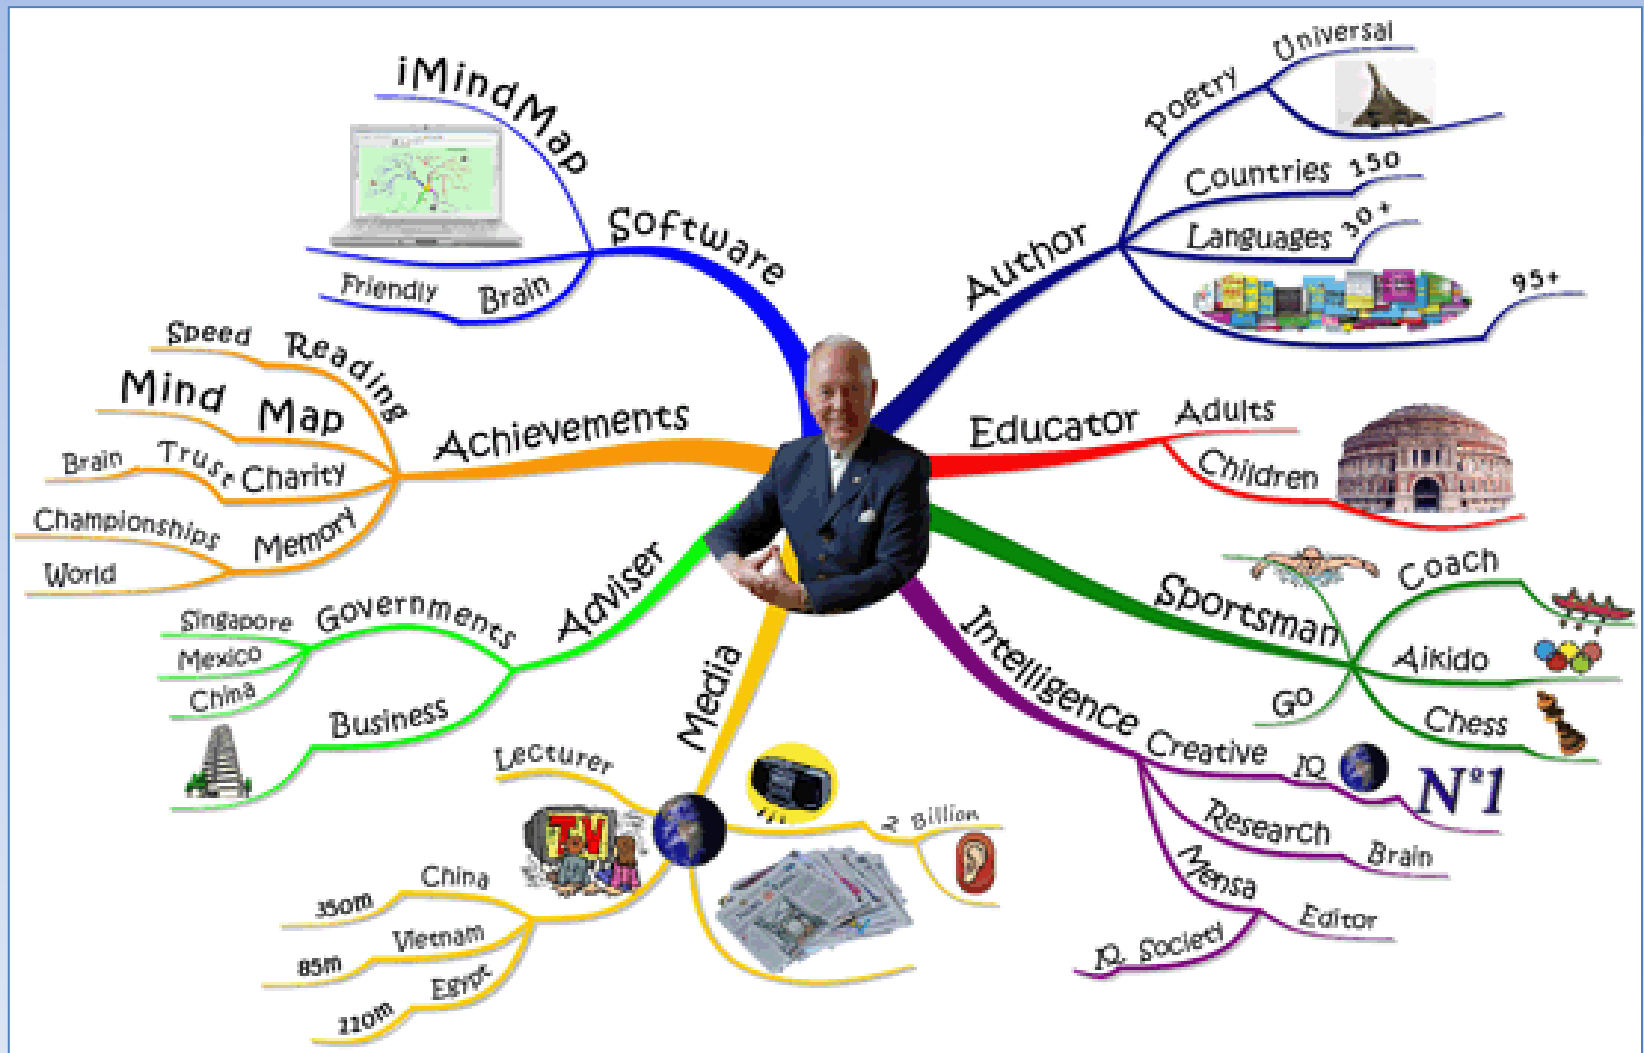 iMindMap
Software
Friendly Brain
Universal
Poetry
Countries 150
Languages 30+
95+
Author
Speed Reading
Mind Map
Brain Trust Charity
Championships Memory
World
Achievements
Educator
Adults
Children
Singapore
Mexico
China
Governments
Business
Adviser
Sportsman
Coach
Aikido
Go
Chess
Intelligence
Creative IQ Nº1
Research Brain
Mensa
IQ Society
Editor
Media
Lecturer
2 Billion
TV
China 350m
Vietnam 85m
Egypt 110m